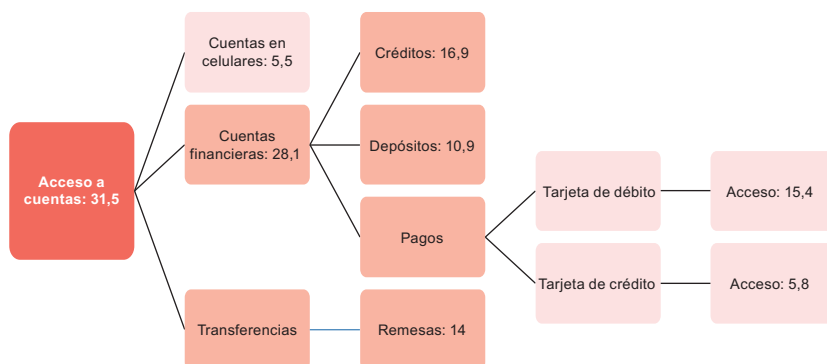 Acceso a
cuentas: 31,5
Cuentas en
celulares: 5,5
Cuentas
financieras: 28,1
Transferencias
Créditos: 16,9
Depósitos: 10,9
Pagos
Remesas: 14
Tarjeta de débito
Tarjeta de crédito
Acceso: 15,4
Acceso: 5,8